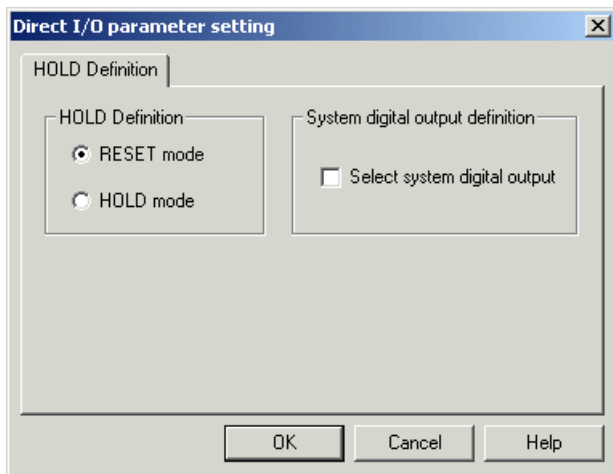 Direct I/O parameter setting
HOLD Definition
HOLD Definition
RESET mode
HOLD mode
System digital output definition
Select system digital output
OK
Cancel
Help